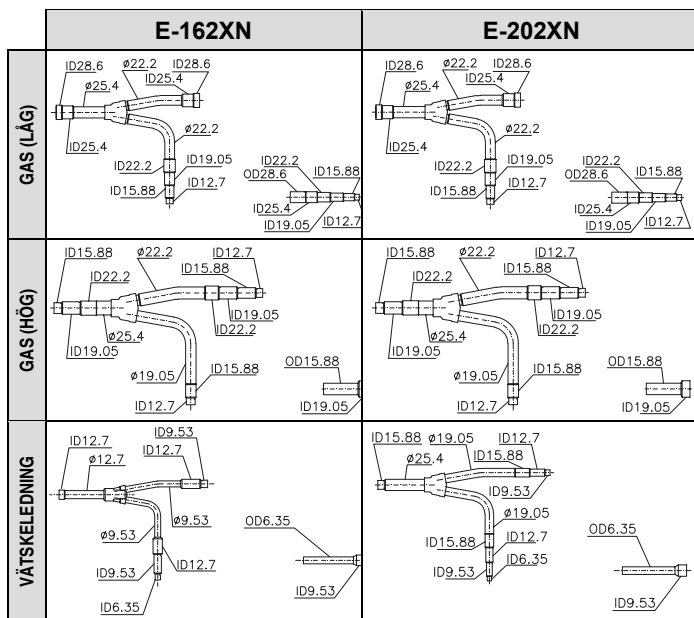 E-162XN
E-202XN
GAS (LÅG)
ID28.6
ø22.2
ID28.6
ø25.4
ID25.4
ø22.2
ID25.4
ID22.2
ID19.05
ID15.88
ID12.7
ID22.2
ID15.88
OD28.6
ID25.4
ID19.05
ID12.7
ID28.6
ø22.2
ID28.6
ø25.4
ID25.4
ø22.2
ID25.4
ID22.2
ID19.05
ID15.88
ID12.7
ID22.2
ID15.88
OD28.6
ID25.4
ID19.05
ID12.7
GAS (HÖG)
ID15.88
ø22.2
ID12.7
ID22.2
ID15.88
ID19.05
ø25.4
ID19.05
ID22.2
ø19.05
ID15.88
ID12.7
OD15.88
ID19.05
ID15.88
ø22.2
ID12.7
ID22.2
ID15.88
ID19.05
ø25.4
ID19.05
ID22.2
ø19.05
ID15.88
ID12.7
OD15.88
ID19.05
VÄTSKELEDNING
ID12.7
ID9.53
ø12.7
ID12.7
ø9.53
ø9.53
ID9.53
ID12.7
ID6.35
OD6.35
ID9.53
ID15.88
ø19.05
ID12.7
ø25.4
ID15.88
ID9.53
ø19.05
ID15.88
ID12.7
ID9.53
ID6.35
OD6.35
ID9.53